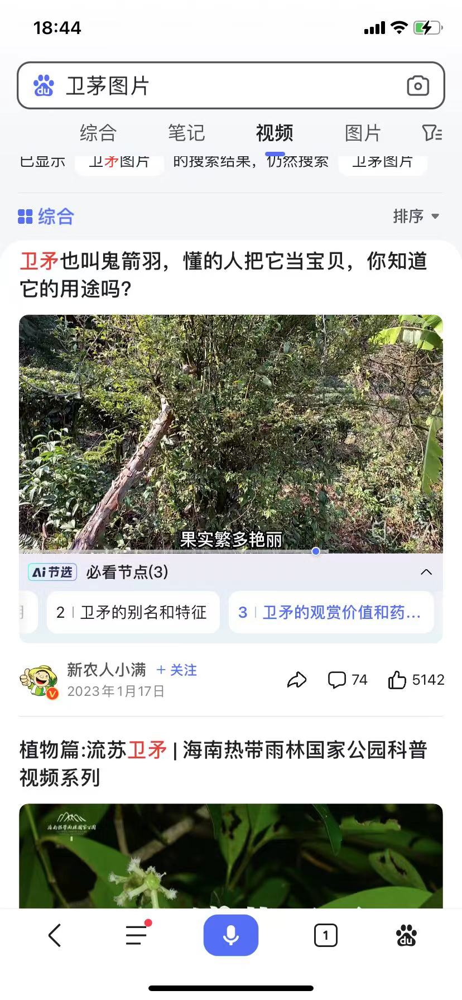 18:44
du 卫茅图片
综合 笔记 视频 图片
已显示 卫矛图片 的搜索结果，仍然搜索 卫茅图片
综合 排序
卫矛也叫鬼箭羽，懂的人把它当宝贝，你知道
它的用途吗？
果实繁多艳丽
Ai节选 必看节点(3)
2 | 卫矛的别名和特征 3 | 卫矛的观赏价值和药...
新农人小满 + 关注
2023年1月17日
74 5142
植物篇:流苏卫矛 | 海南热带雨林国家公园科普
视频系列
海南热带雨林国家公园
1 du